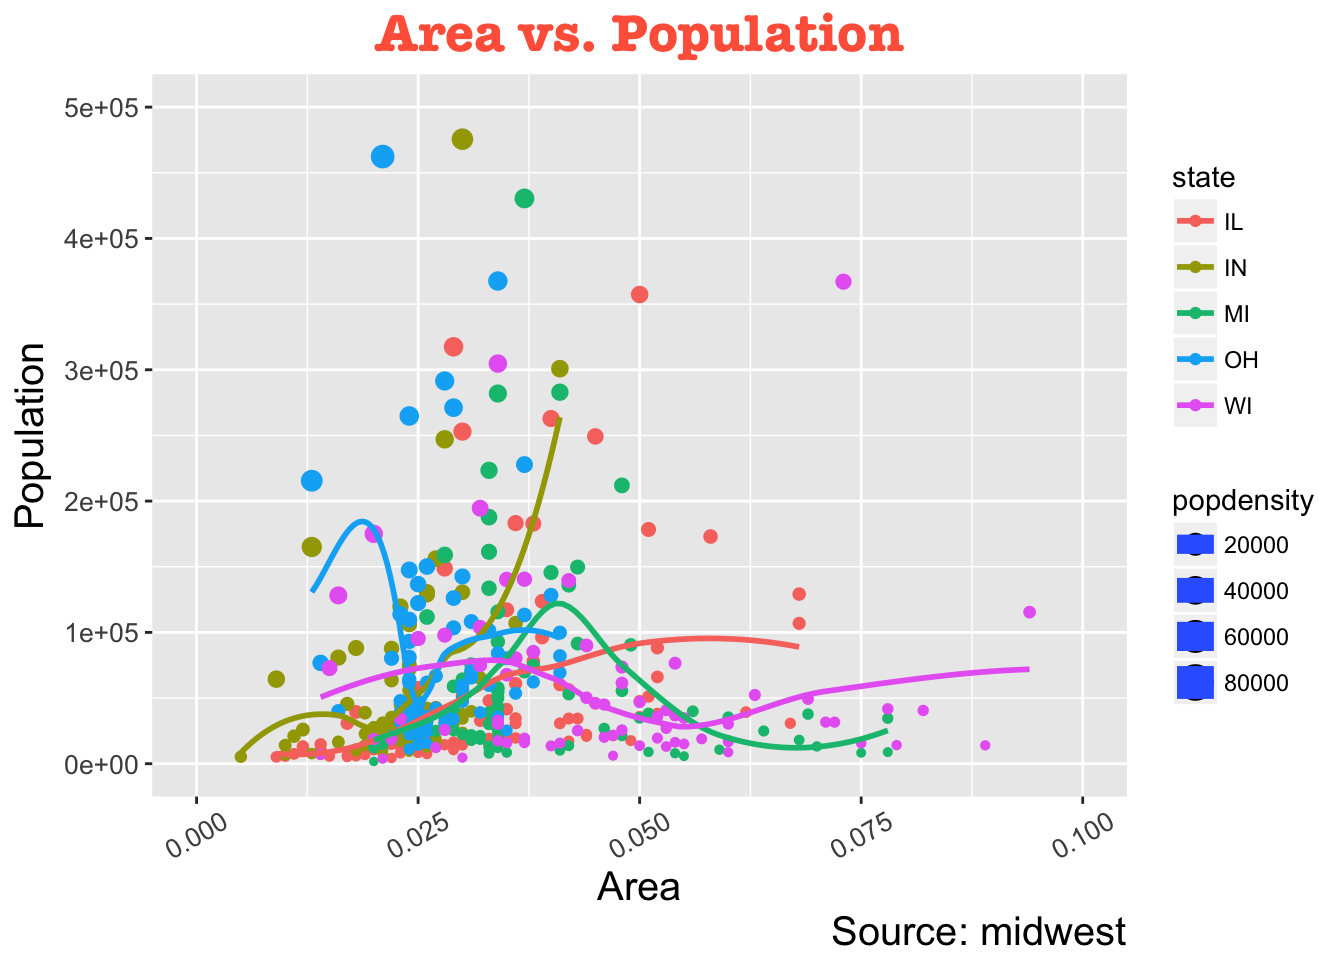 Area vs. Population
Population
5e+05
4e+05
3e+05
2e+05
1e+05
0e+00
0.000
0.025
0.050
0.075
0.100
Area
Source: midwest
state
IL
IN
MI
OH
WI
popdensity
20000
40000
60000
80000